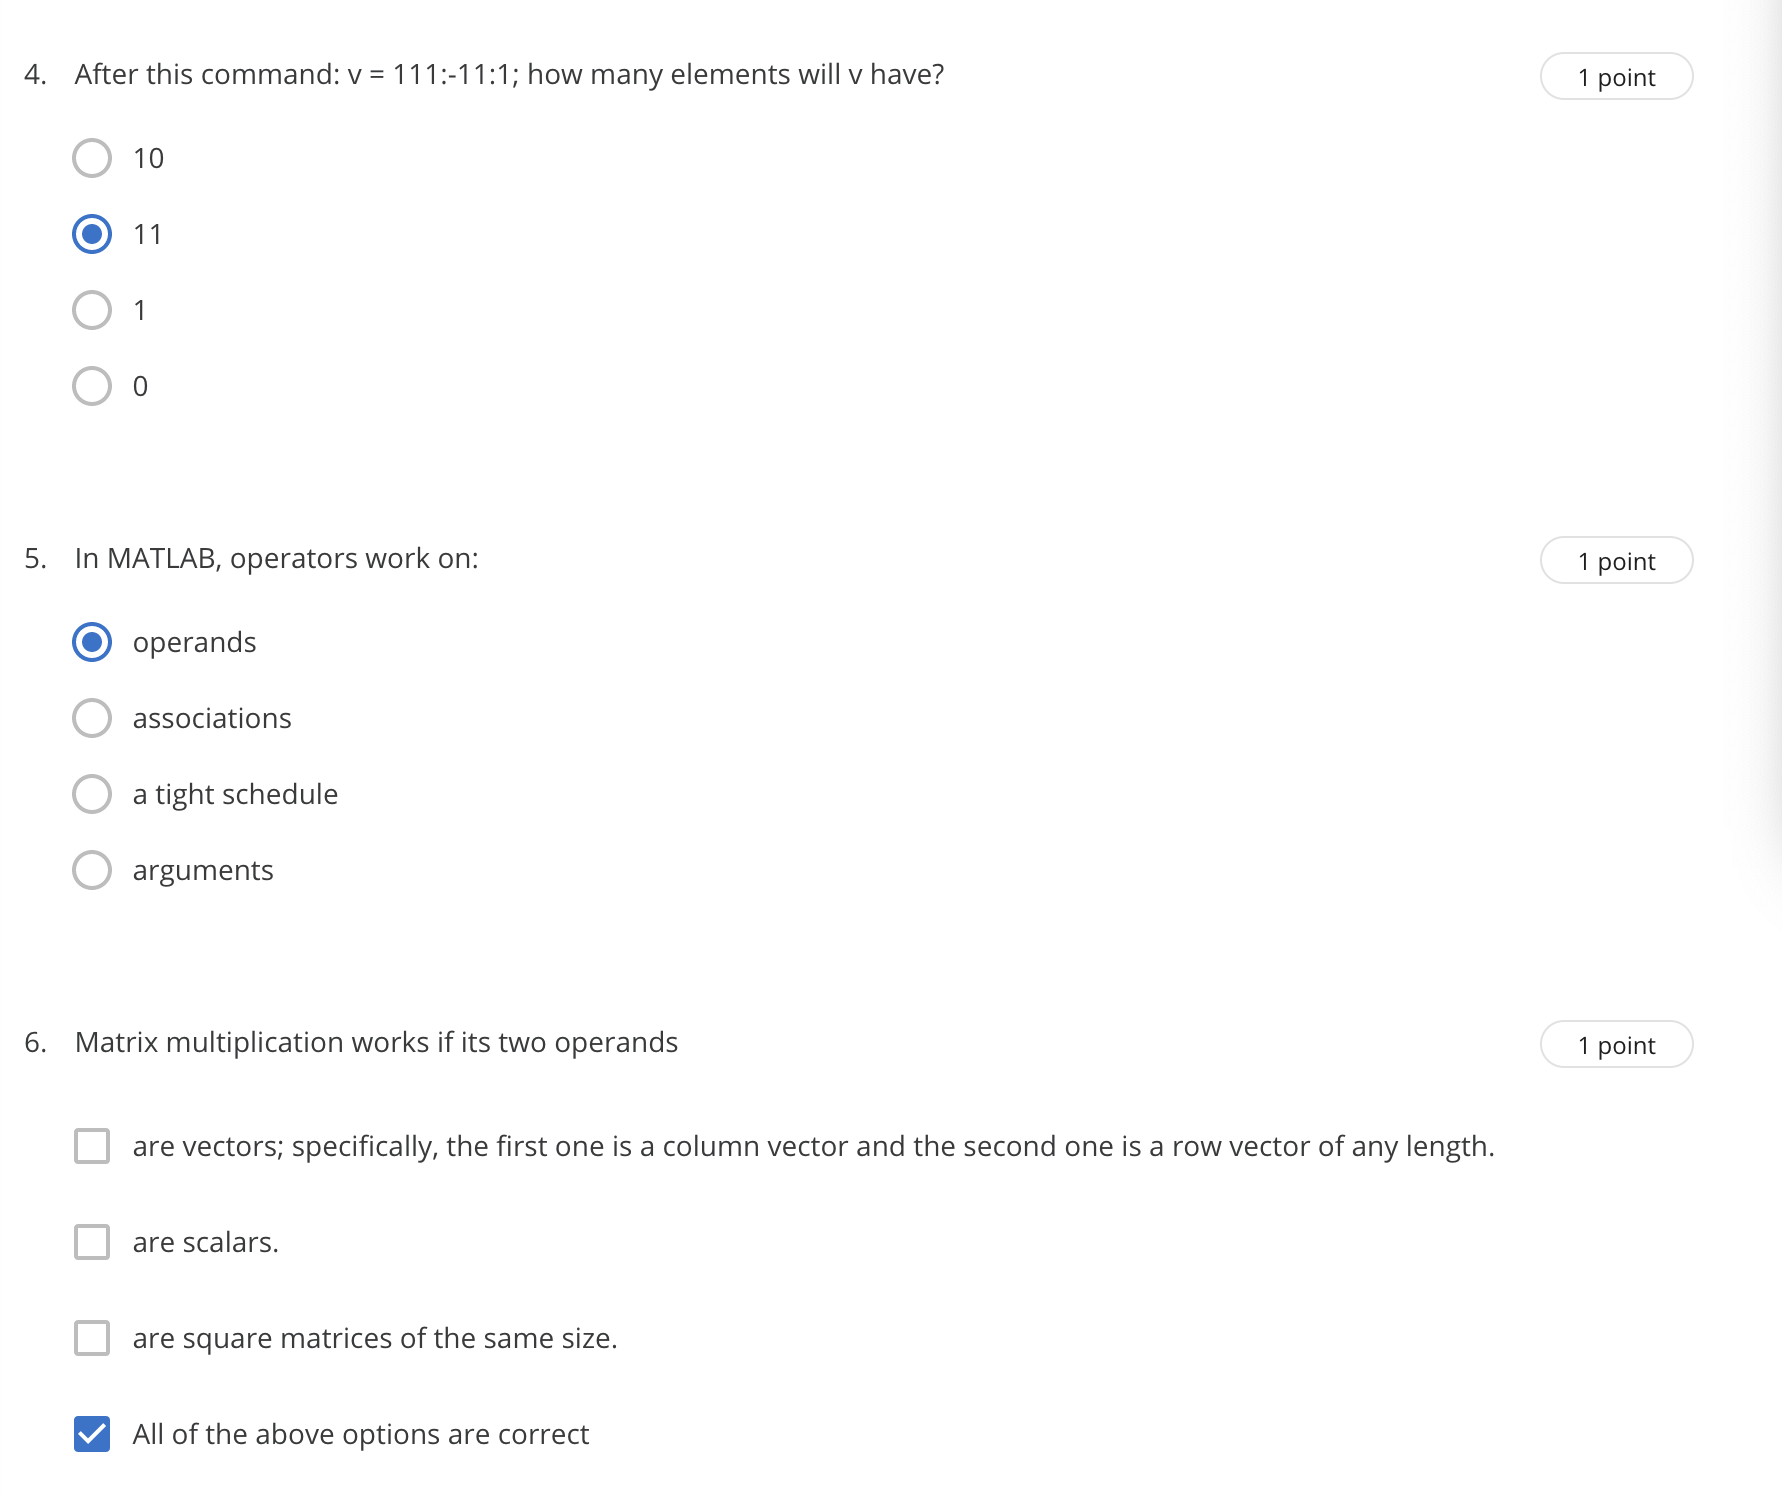 4. After this command: v = 111:-11:1; how many elements will v have?
1 point
10
11
1
0
5. In MATLAB, operators work on:
1 point
operands
associations
a tight schedule
arguments
6. Matrix multiplication works if its two operands
1 point
are vectors; specifically, the first one is a column vector and the second one is a row vector of any length.
are scalars.
are square matrices of the same size.
All of the above options are correct